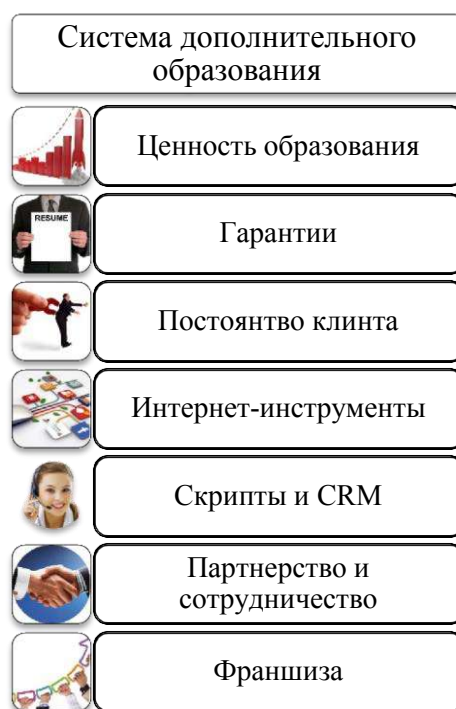 Система дополнительного
образования
Ценность образования
RESUME
Гарантии
Постоянтво клинта
Интернет-инструменты
Скрипты и CRM
Партнерство и
сотрудничество
Франшиза